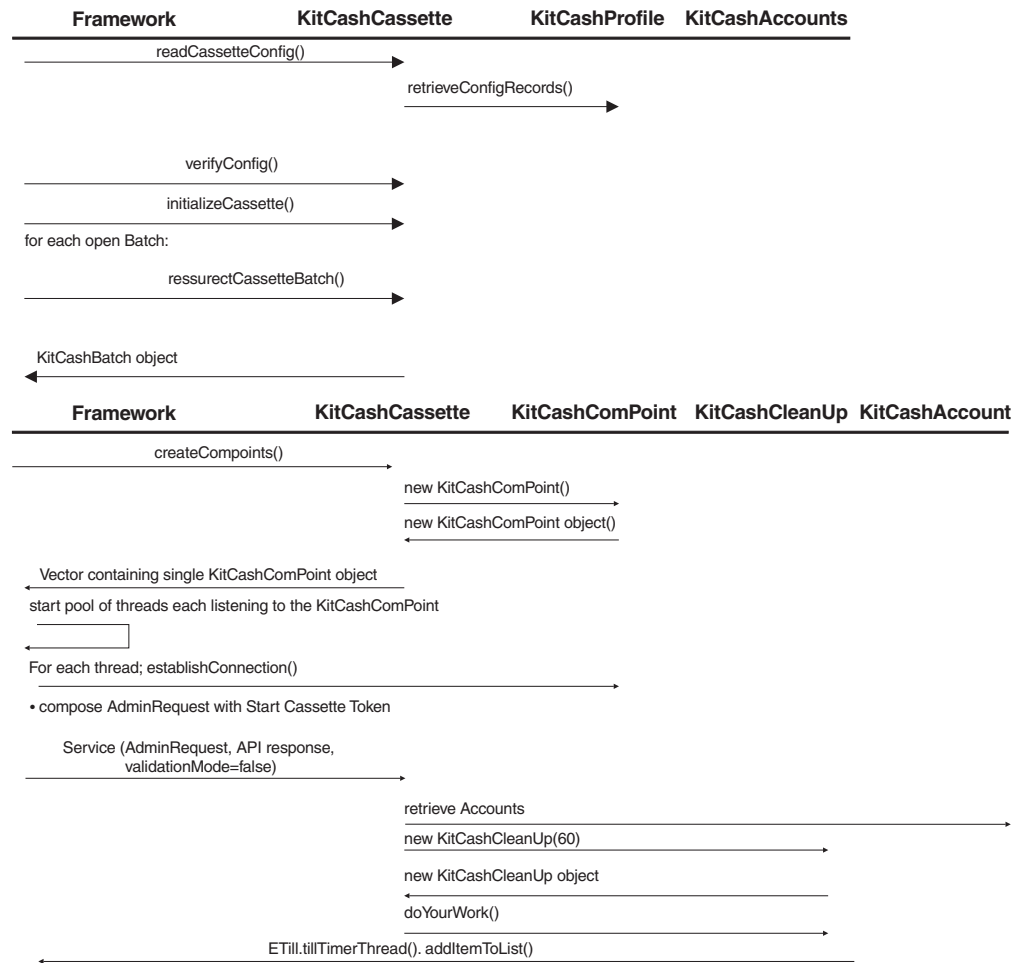 Framework KitCashCassette KitCashProfile KitCashAccounts
readCassetteConfig()
retrieveConfigRecords()
verifyConfig()
initializeCassette()
for each open Batch:
ressurectCassetteBatch()
KitCashBatch object
Framework KitCashCassette KitCashComPoint KitCashCleanUp KitCashAccount
createCompoints()
new KitCashComPoint()
new KitCashComPoint object()
Vector containing single KitCashComPoint object
start pool of threads each listening to the KitCashComPoint
For each thread; establishConnection()
• compose AdminRequest with Start Cassette Token
Service (AdminRequest, API response,
validationMode=false)
retrieve Accounts
new KitCashCleanUp(60)
new KitCashCleanUp object
doYourWork()
ETill.tillTimerThread(). addItemToList()